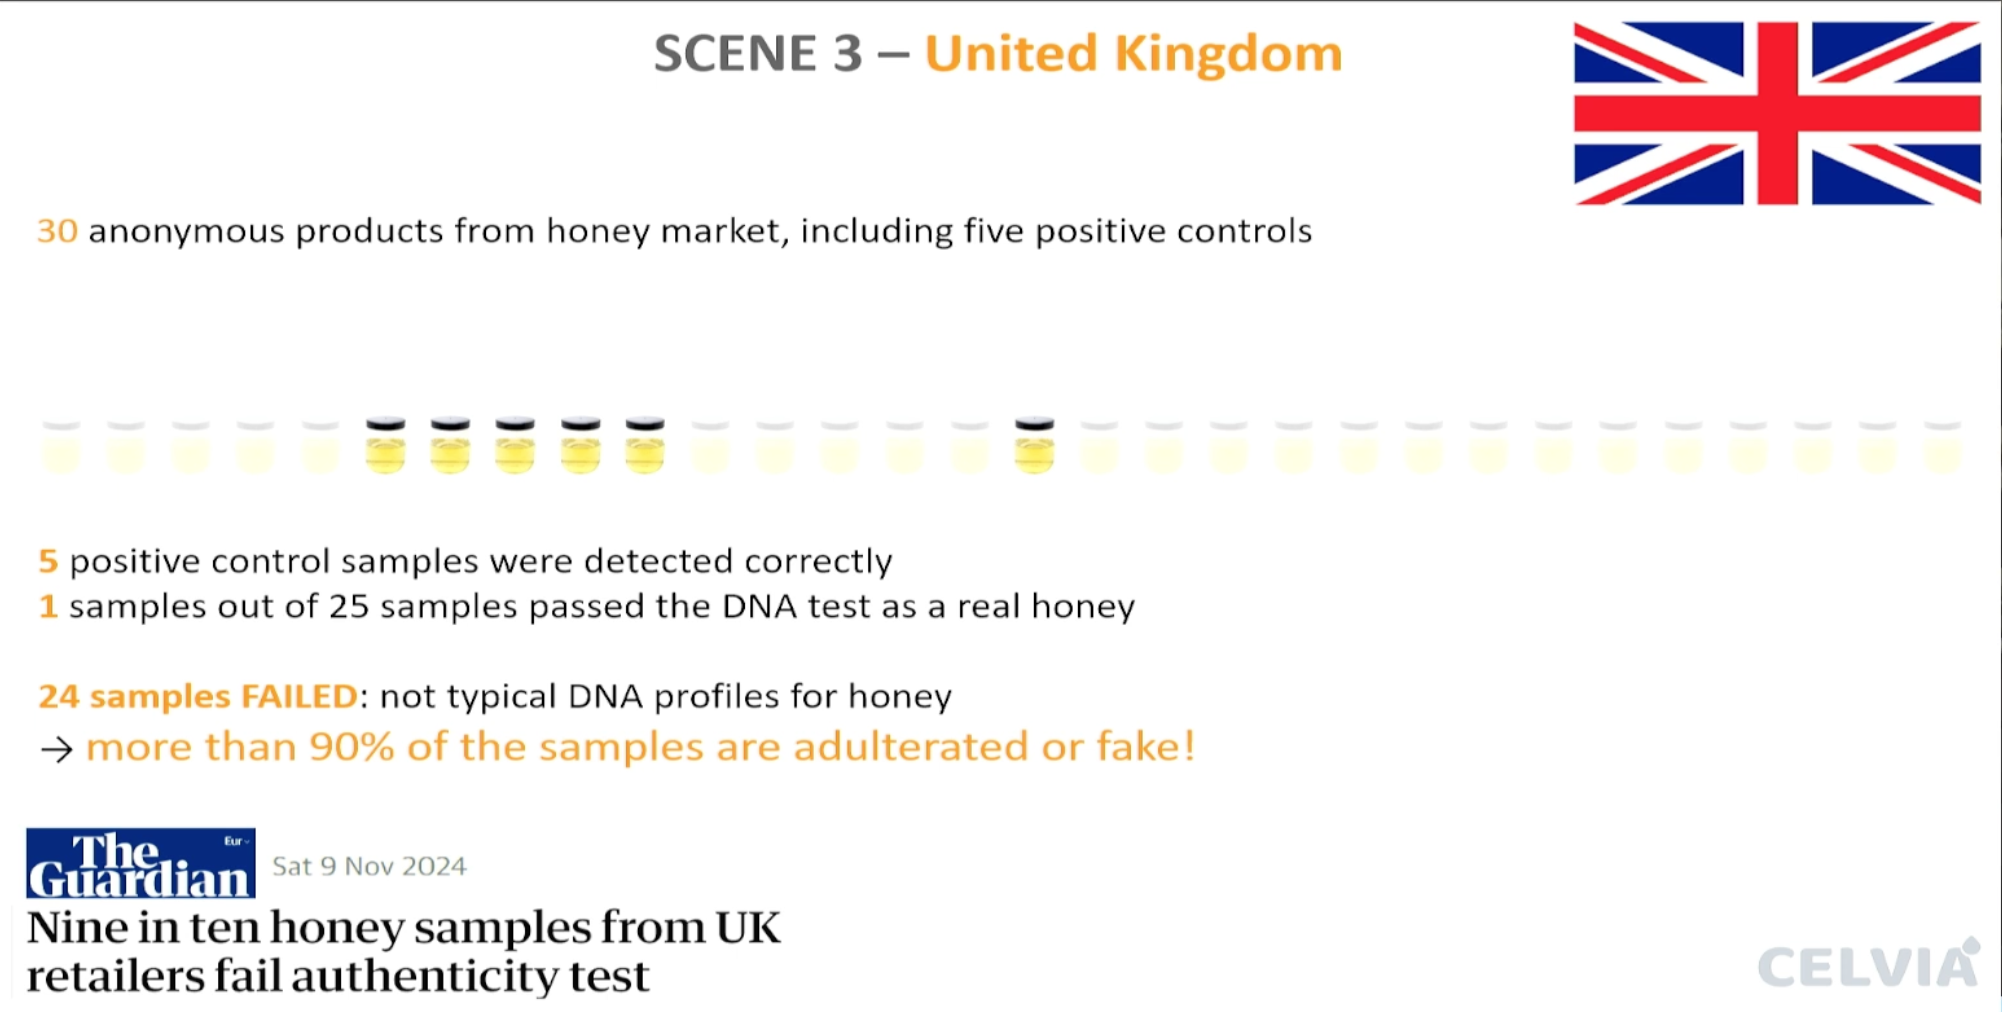 SCENE 3 – United Kingdom
30 anonymous products from honey market, including five positive controls
5 positive control samples were detected correctly
1 samples out of 25 samples passed the DNA test as a real honey
24 samples FAILED: not typical DNA profiles for honey
→ more than 90% of the samples are adulterated or fake!
The Guardian
Eur
Sat 9 Nov 2024
Nine in ten honey samples from UK
retailers fail authenticity test
CELVIA